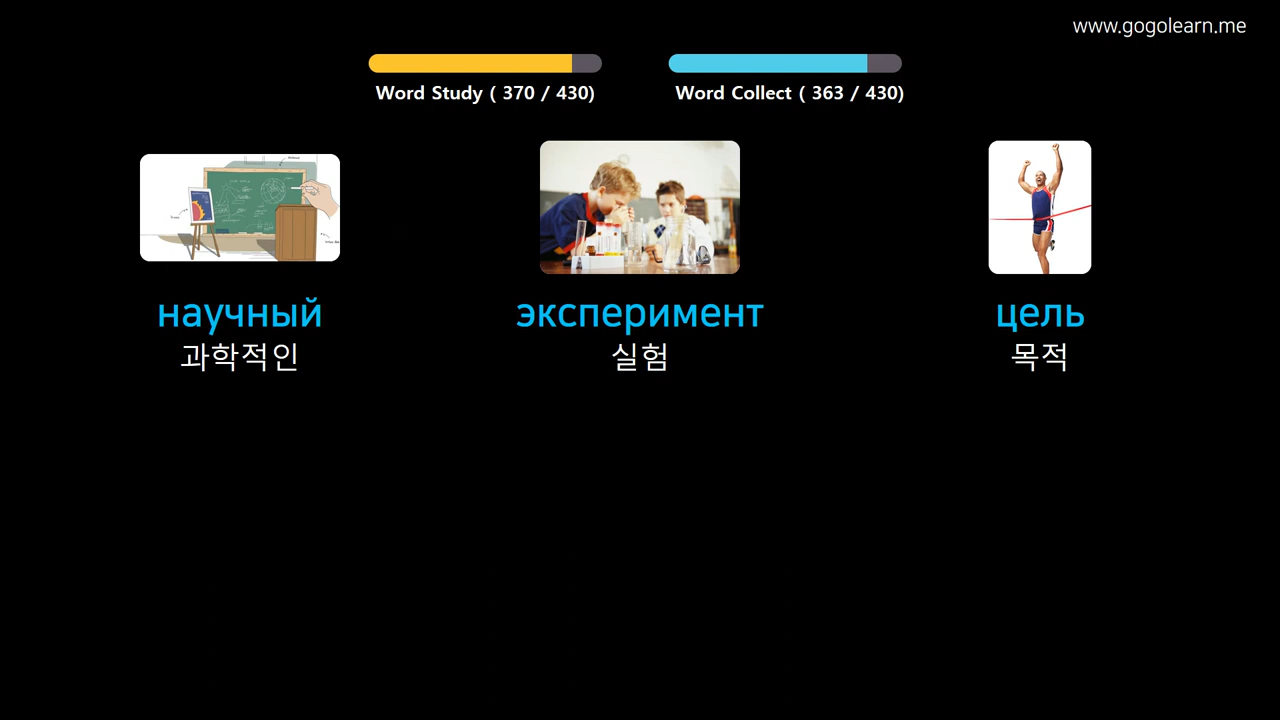 www.gogolearn.me
Word Study ( 370 / 430)
Word Collect ( 363 / 430)
научный
эксперимент
цель
과학적인
실험
목적